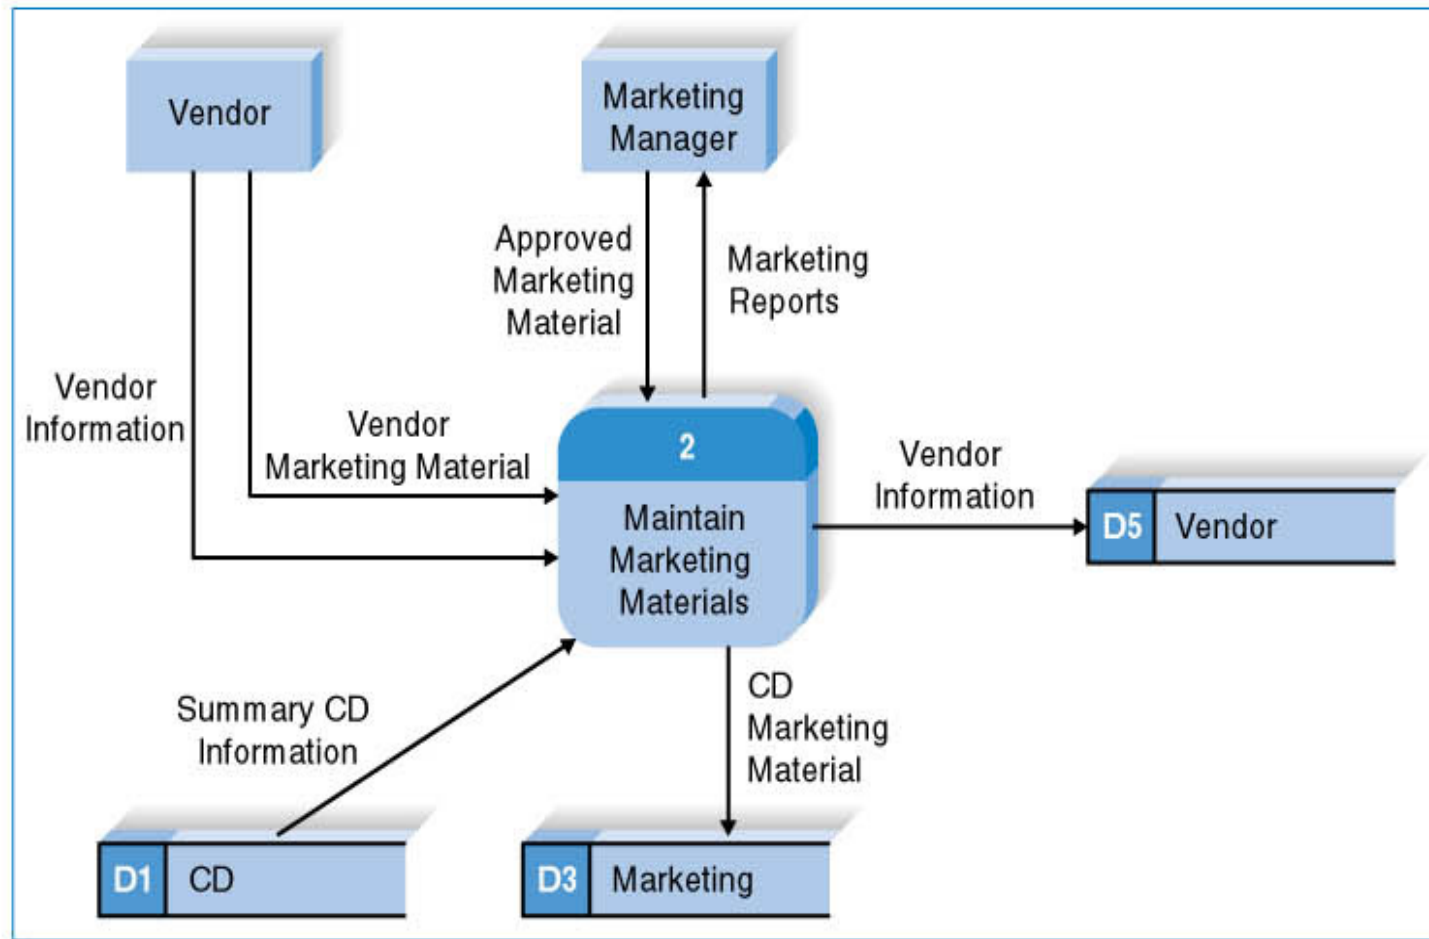 Vendor
Marketing
Manager
Approved
Marketing
Material
Marketing
Reports
Vendor
Information
Vendor
Marketing Material
2
Maintain
Marketing
Materials
Vendor
Information
D5 Vendor
Summary CD
Information
CD
Marketing
Material
D1 CD
D3 Marketing